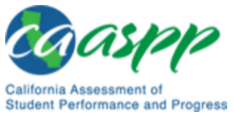 caaspp
California Assessment of
Student Performance and Progress